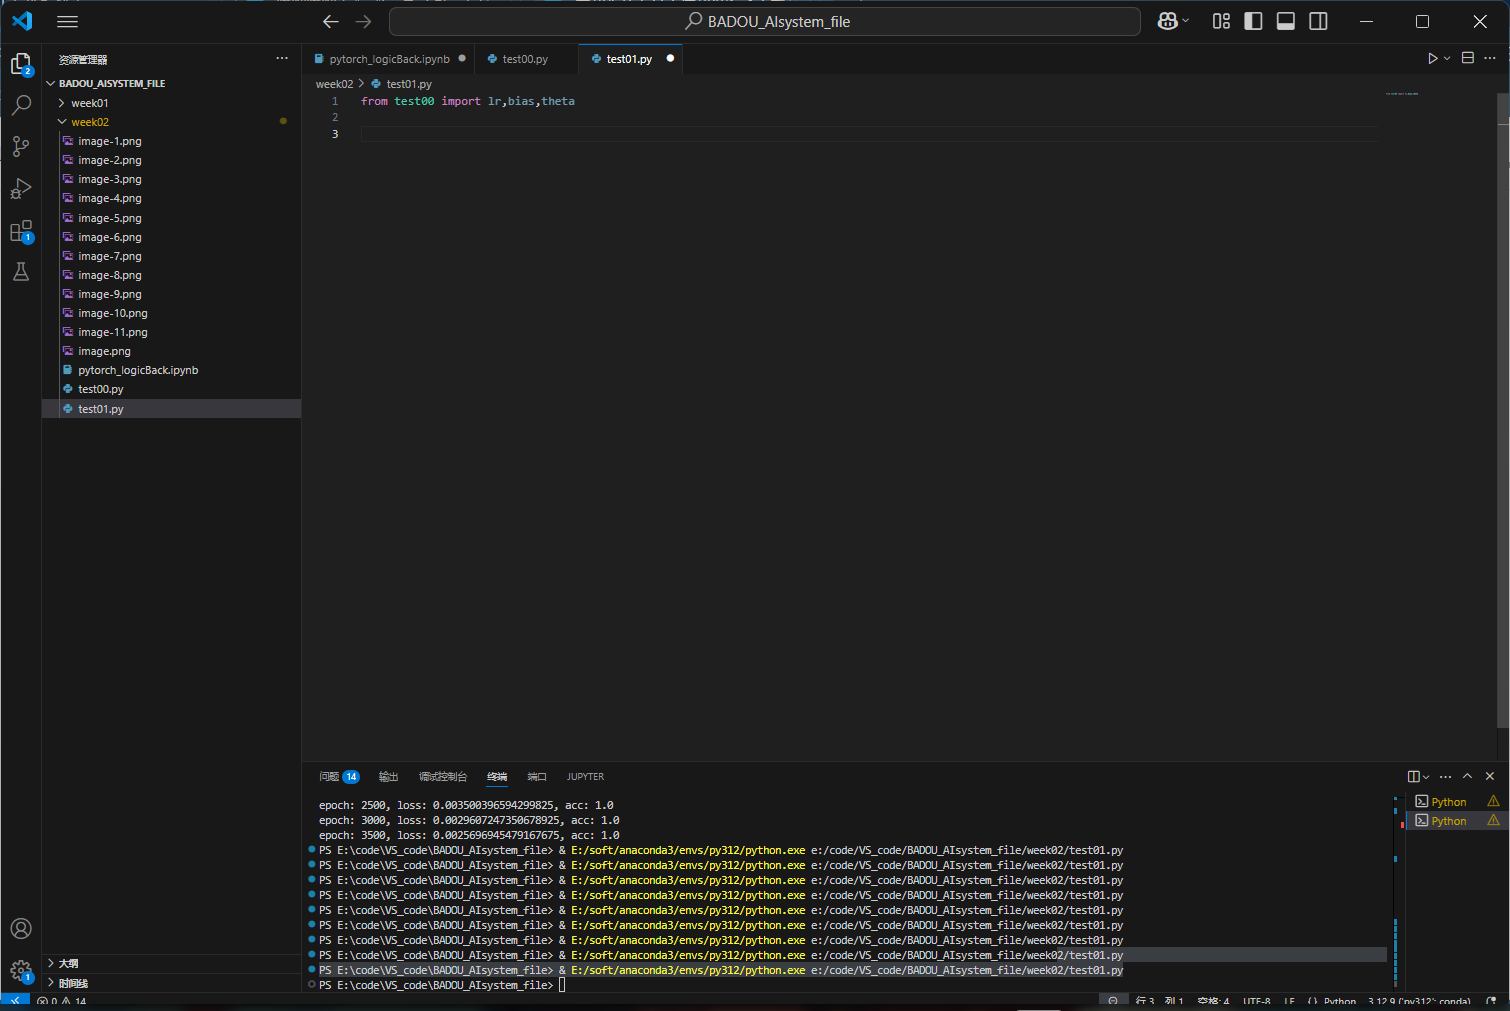 BADOU_AIsystem_file
资源管理器
BADOU_AISYSTEM_FILE
week01
week02
image-1.png
image-2.png
image-3.png
image-4.png
image-5.png
image-6.png
image-7.png
image-8.png
image-9.png
image-10.png
image-11.png
image.png
pytorch_logicBack.ipynb
test00.py
test01.py
大纲
时间线
2
1
1
pytorch_logicBack.ipynb
test00.py
test01.py
week02 > test01.py
1 from test00 import lr,bias,theta
2
3
问题 14 输出 调试控制台 终端 端口 JUPYTER
epoch: 2500, loss: 0.003500396594299825, acc: 1.0
epoch: 3000, loss: 0.0029607247350678925, acc: 1.0
epoch: 3500, loss: 0.0025696945479167675, acc: 1.0
PS E:\code\VS_code\BADOU_AIsystem_file> & E:/soft/anaconda3/envs/py312/python.exe e:/code/VS_code/BADOU_AIsystem_file/week02/test01.py
PS E:\code\VS_code\BADOU_AIsystem_file> & E:/soft/anaconda3/envs/py312/python.exe e:/code/VS_code/BADOU_AIsystem_file/week02/test01.py
PS E:\code\VS_code\BADOU_AIsystem_file> & E:/soft/anaconda3/envs/py312/python.exe e:/code/VS_code/BADOU_AIsystem_file/week02/test01.py
PS E:\code\VS_code\BADOU_AIsystem_file> & E:/soft/anaconda3/envs/py312/python.exe e:/code/VS_code/BADOU_AIsystem_file/week02/test01.py
PS E:\code\VS_code\BADOU_AIsystem_file> & E:/soft/anaconda3/envs/py312/python.exe e:/code/VS_code/BADOU_AIsystem_file/week02/test01.py
PS E:\code\VS_code\BADOU_AIsystem_file> & E:/soft/anaconda3/envs/py312/python.exe e:/code/VS_code/BADOU_AIsystem_file/week02/test01.py
PS E:\code\VS_code\BADOU_AIsystem_file> & E:/soft/anaconda3/envs/py312/python.exe e:/code/VS_code/BADOU_AIsystem_file/week02/test01.py
PS E:\code\VS_code\BADOU_AIsystem_file> & E:/soft/anaconda3/envs/py312/python.exe e:/code/VS_code/BADOU_AIsystem_file/week02/test01.py
PS E:\code\VS_code\BADOU_AIsystem_file> & E:/soft/anaconda3/envs/py312/python.exe e:/code/VS_code/BADOU_AIsystem_file/week02/test01.py
PS E:\code\VS_code\BADOU_AIsystem_file>
Python
Python
0 14 行 3, 列 1 空格: 4 UTF-8 LF {} Python 3.12.9 ('py312': conda)